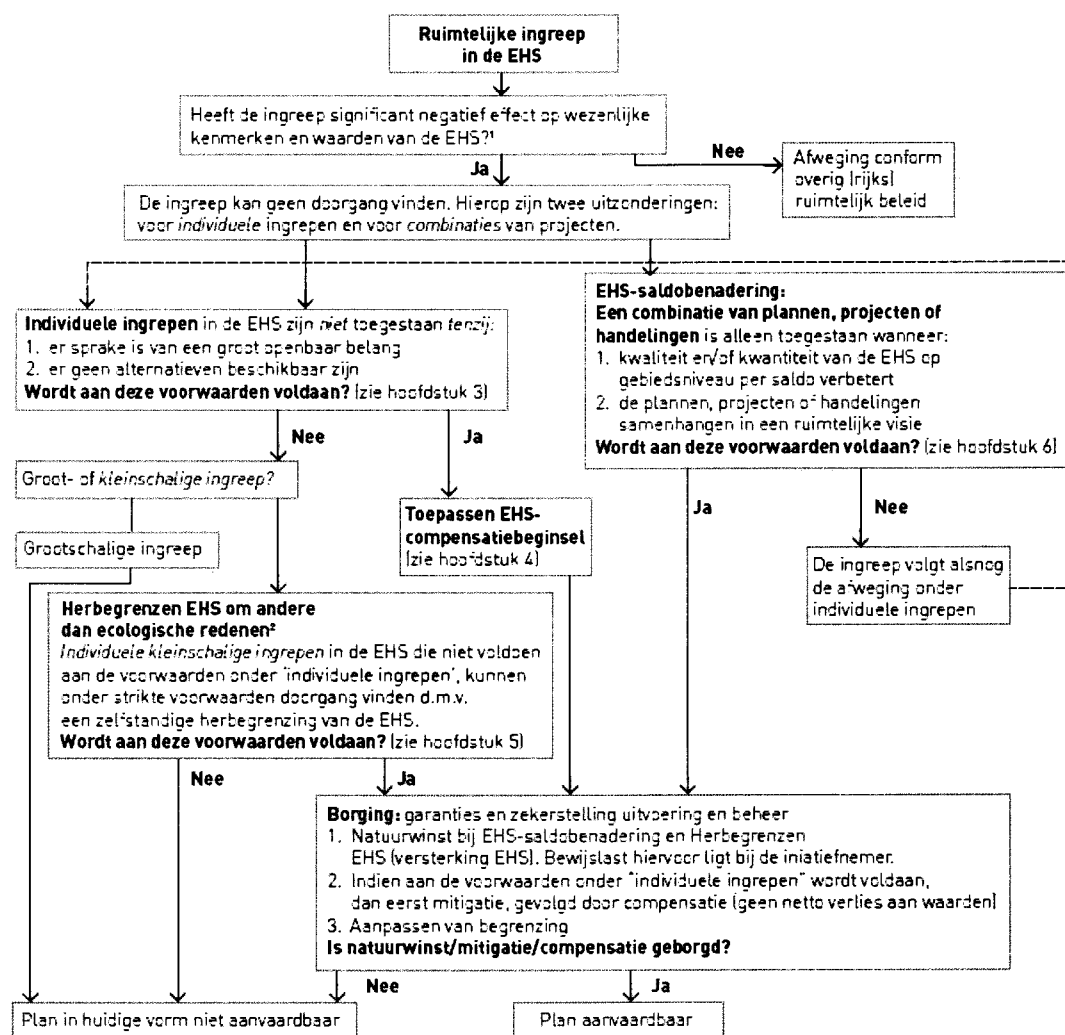 Ruimtelijke ingreep
in de EHS
Heeft de ingreep significant negatief effect op wezenlijke
kenmerken en waarden van de EHS?¹
Nee
Ja
Afweging conform
overig (rijks)
ruimtelijk beleid
De ingreep kan geen doorgang vinden. Hierop zijn twee uitzonderingen:
voor individuele ingrepen en voor combinaties van projecten.
Individuele ingrepen in de EHS zijn niet toegestaan tenzij:
1. er sprake is van een groot openbaar belang
2. er geen alternatieven beschikbaar zijn
Wordt aan deze voorwaarden voldaan? (zie hoofdstuk 3)
EHS-saldobenadering:
Een combinatie van plannen, projecten of
handelingen is alleen toegestaan wanneer:
1. kwaliteit en/of kwantiteit van de EHS op
gebiedsniveau per saldo verbetert
2. de plannen, projecten of handelingen
samenhangen in een ruimtelijke visie
Wordt aan deze voorwaarden voldaan? (zie hoofdstuk 6)
Nee
Ja
Groot- of kleinschalige ingreep?
Grootschalige ingreep
Toepassen EHS-
compensatiebeginsel
(zie hoofdstuk 4)
Ja
Nee
De ingreep volgt alsnog
de afweging onder
individuele ingrepen
Herbegrenzen EHS om andere
dan ecologische redenen²
Individuele kleinschalige ingrepen in de EHS die niet voldoen
aan de voorwaarden onder "individuele ingrepen", kunnen
onder strikte voorwaarden doorgang vinden d.m.v.
een zelfstandige herbegrenzing van de EHS.
Wordt aan deze voorwaarden voldaan? (zie hoofdstuk 5)
Nee
Ja
Borging: garanties en zekerstelling uitvoering en beheer
1. Natuurwinst bij EHS-saldobenadering en Herbegrenzen
EHS (versterking EHS). Bewijslast hiervoor ligt bij de iniatiefnemer.
2. Indien aan de voorwaarden onder "individuele ingrepen" wordt voldaan,
dan eerst mitigatie, gevolgd door compensatie (geen netto verlies aan waarden)
3. Aanpassen van begrenzing
Is natuurwinst/mitigatie/compensatie geborgd?
Nee
Ja
Plan in huidige vorm niet aanvaardbaar
Plan aanvaardbaar